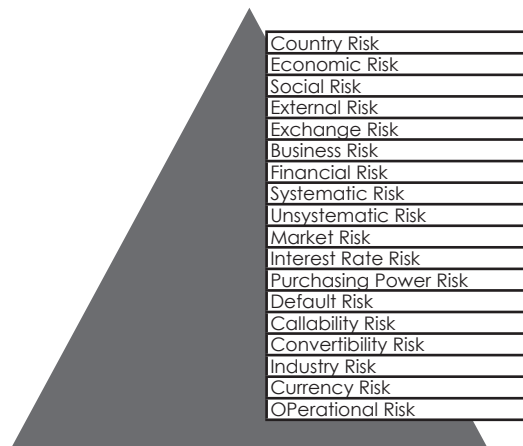 Country Risk
Economic Risk
Social Risk
External Risk
Exchange Risk
Business Risk
Financial Risk
Systematic Risk
Unsystematic Risk
Market Risk
Interest Rate Risk
Purchasing Power Risk
Default Risk
Callability Risk
Convertibility Risk
Industry Risk
Currency Risk
OPerational Risk